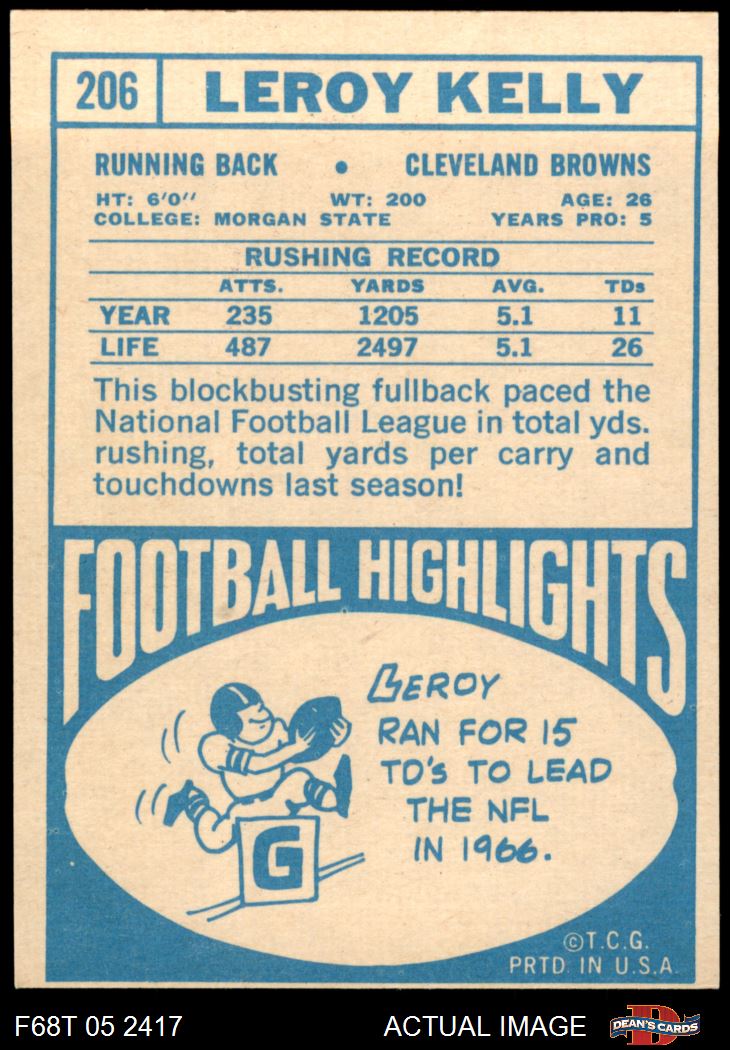 206 LEROY KELLY
RUNNING BACK • CLEVELAND BROWNS
HT: 6'0" WT: 200 AGE: 26
COLLEGE: MORGAN STATE YEARS PRO: 5
RUSHING RECORD
ATTS. YARDS AVG. TDs
YEAR 235 1205 5.1 11
LIFE 487 2497 5.1 26
This blockbusting fullback paced the
National Football League in total yds.
rushing, total yards per carry and
touchdowns last season!
FOOTBALL HIGHLIGHTS
LEROY
RAN FOR 15
TD'S TO LEAD
THE NFL
IN 1966.
G
©T.C.G.
PRTD. IN U.S.A.
F68T 05 2417 ACTUAL IMAGE D DEAN'S CARDS